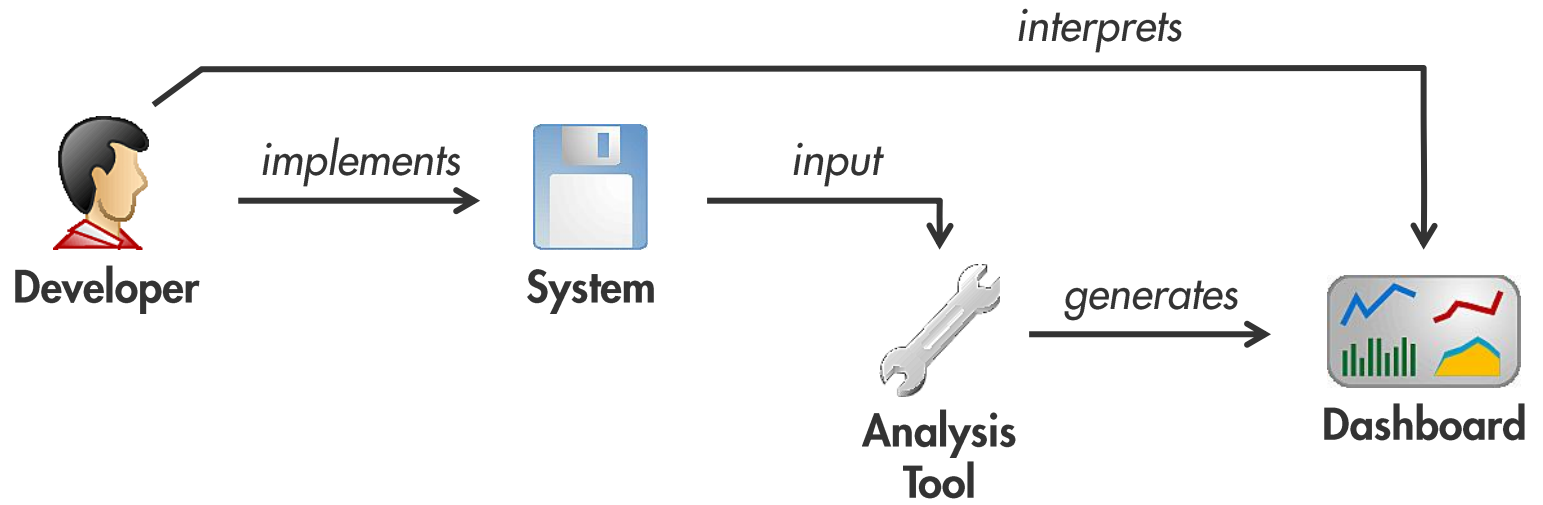 interprets
implements
input
Developer
System
generates
Analysis
Tool
Dashboard